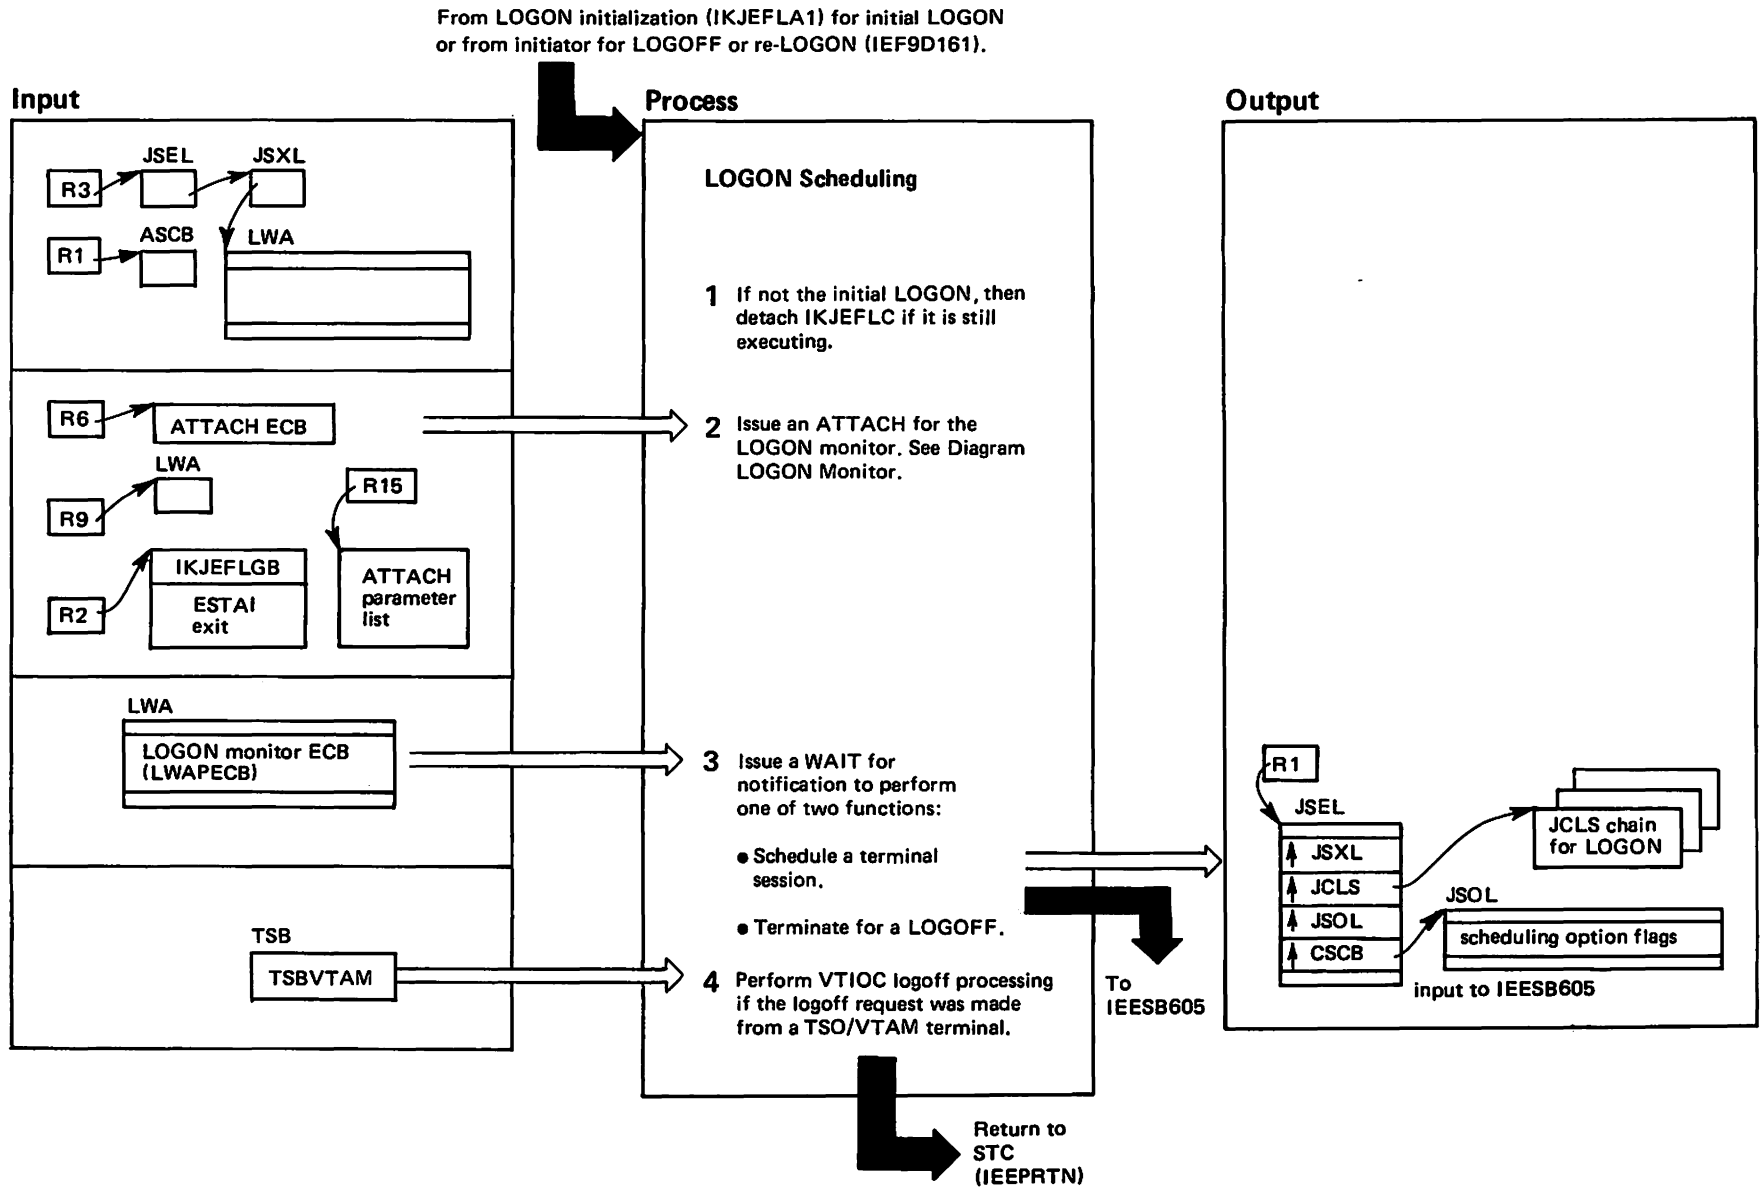 From LOGON initialization (IKJEFLA1) for initial LOGON
or from initiator for LOGOFF or re-LOGON (IEF9D161).
Input
JSEL
JSXL
R3
ASCB
LWA
R1
R6
ATTACH ECB
LWA
R15
R9
IKJEFLGB
ESTAI
exit
R2
ATTACH
parameter
list
LWA
LOGON monitor ECB
(LWAPECB)
TSB
TSBVTAM
Process
LOGON Scheduling
1 If not the initial LOGON, then
detach IKJEFLC if it is still
executing.
2 Issue an ATTACH for the
LOGON monitor. See Diagram
LOGON Monitor.
3 Issue a WAIT for
notification to perform
one of two functions:
● Schedule a terminal
session.
● Terminate for a LOGOFF.
4 Perform VTIOC logoff processing
if the logoff request was made
from a TSO/VTAM terminal.
To
IEESB605
Return to
STC
(IEEPRTN)
Output
R1
JSEL
JSXL
JCLS
JSOL
CSCB
JCLS chain
for LOGON
JSOL
scheduling option flags
input to IEESB605